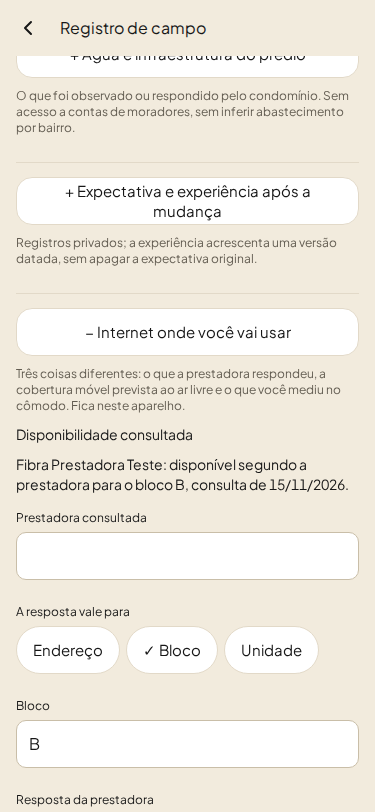 Registro de campo
+ Água e infraestrutura do prédio
O que foi observado ou respondido pelo condomínio. Sem
acesso a contas de moradores, sem inferir abastecimento
por bairro.
+ Expectativa e experiência após a
mudança
Registros privados; a experiência acrescenta uma versão
datada, sem apagar a expectativa original.
– Internet onde você vai usar
Três coisas diferentes: o que a prestadora respondeu, a
cobertura móvel prevista ao ar livre e o que você mediu no
cômodo. Fica neste aparelho.
Disponibilidade consultada
Fibra Prestadora Teste: disponível segundo a
prestadora para o bloco B, consulta de 15/11/2026.
Prestadora consultada
A resposta vale para
Endereço
✓ Bloco
Unidade
Bloco
B
Resposta da prestadora